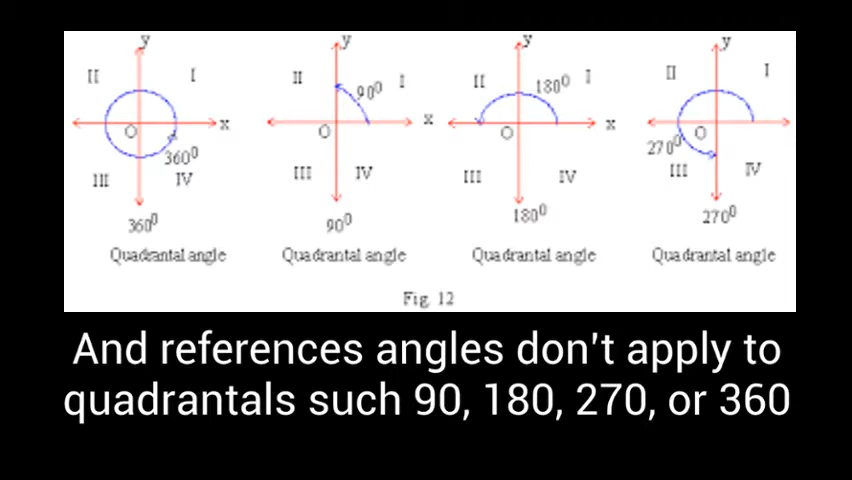 y y y y
II I II I II I II I
90⁰ 180⁰
O x O x O x O
360⁰ 270⁰
III IV III IV III IV III IV
360⁰ 90⁰ 180⁰ 270⁰
Quadrantal angle Quadrantal angle Quadrantal angle Quadrantal angle
Fig. 12
And references angles don't apply to
quadrantals such 90, 180, 270, or 360